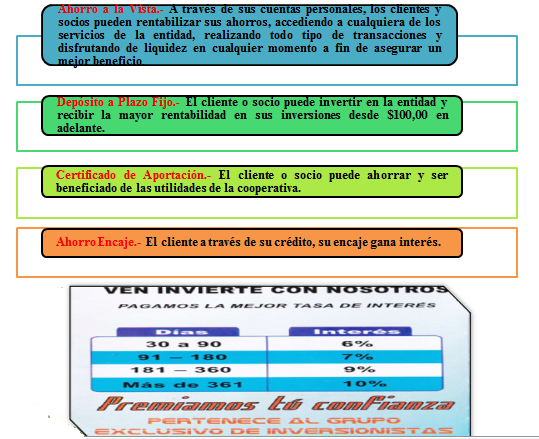 Ahorro a la Vista.- A través de sus cuentas personales, los clientes y
socios pueden rentabilizar sus ahorros, accediendo a cualquiera de los
servicios de la entidad, realizando todo tipo de transacciones y
disfrutando de liquidez en cualquier momento a fin de asegurar un
mejor beneficio
Depósito a Plazo Fijo.- El cliente o socio puede invertir en la entidad y
recibir la mayor rentabilidad en sus inversiones desde $100,00 en
adelante.
Certificado de Aportación.- El cliente o socio puede ahorrar y ser
beneficiado de las utilidades de la cooperativa.
Ahorro Encaje.- El cliente a través de su crédito, su encaje gana interés.
VEN INVIERTE CON NOSOTROS
PAGAMOS LA MEJOR TASA DE INTERÉS
Días Interés
30 a 90 6%
91 – 180 7%
181 – 360 9%
Más de 361 10%
Premiamos tú confianza
PERTENECE AL GRUPO
EXCLUSIVO DE INVERSIONISTAS